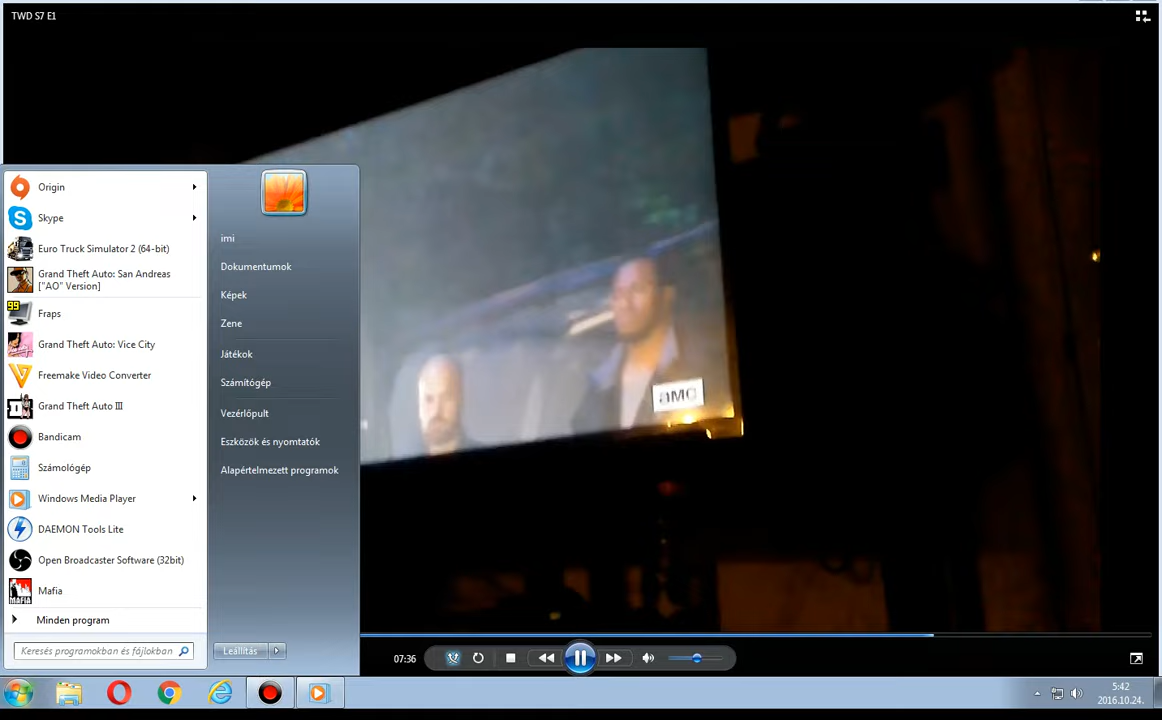 TWD S7 E1
Origin
Skype
Euro Truck Simulator 2 (64-bit)
Grand Theft Auto: San Andreas
["AO" Version]
99
Fraps
Grand Theft Auto: Vice City
Freemake Video Converter
Grand Theft Auto III
Bandicam
Számológép
Windows Media Player
DAEMON Tools Lite
Open Broadcaster Software (32bit)
MAFIA
Mafia
Minden program
Keresés programokban és fájlokban
imi
Dokumentumok
Képek
Zene
Játékok
Számítógép
Vezérlőpult
Eszközök és nyomtatók
Alapértelmezett programok
Leállítás
aMC
07:36
5:42
2016.10.24.